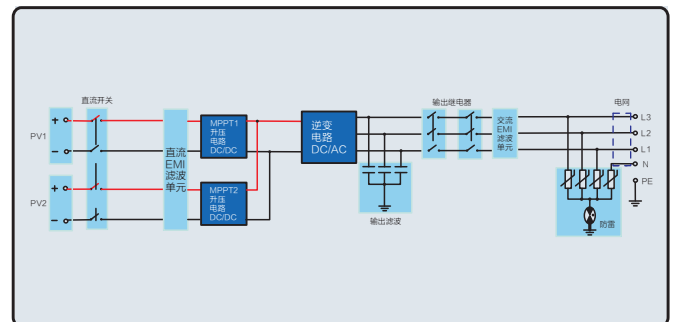 直流开关
PV1
+
−
PV2
+
−
直流
EMI
滤波
单元
MPPT1
升压
电路
DC/DC
MPPT2
升压
电路
DC/DC
逆变
电路
DC/AC
输出滤波
输出继电器
交流
EMI
滤波
单元
电网
L3
L2
L1
N
PE
防雷